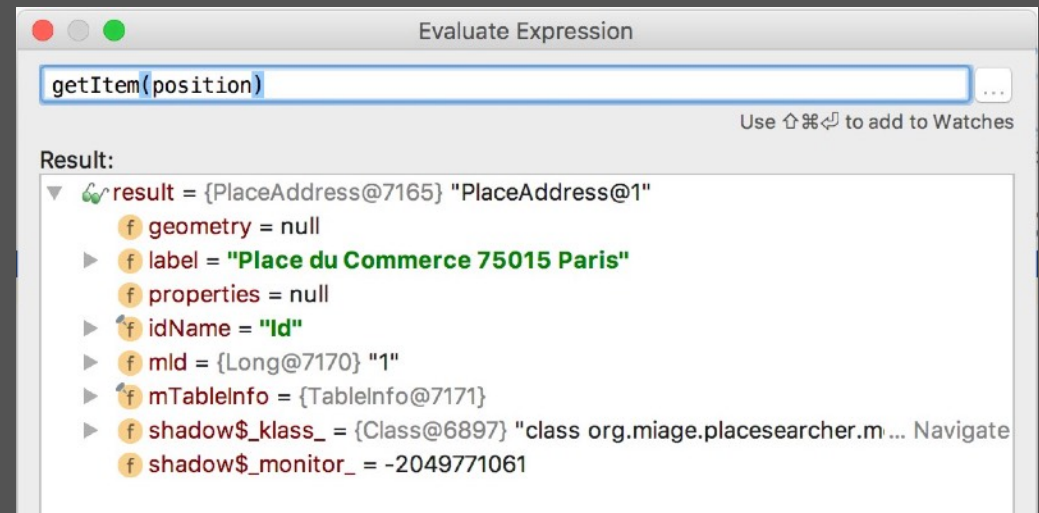 Evaluate Expression
getItem(position)
...
Use ⇧⌘⏎ to add to Watches
Result:
result = {PlaceAddress@7165} "PlaceAddress@1"
f geometry = null
f label = "Place du Commerce 75015 Paris"
f properties = null
f idName = "Id"
f mId = {Long@7170} "1"
f mTableInfo = {TableInfo@7171}
f shadow$_klass_ = {Class@6897} "class org.miage.placesearcher.m... Navigate
f shadow$_monitor_ = -2049771061